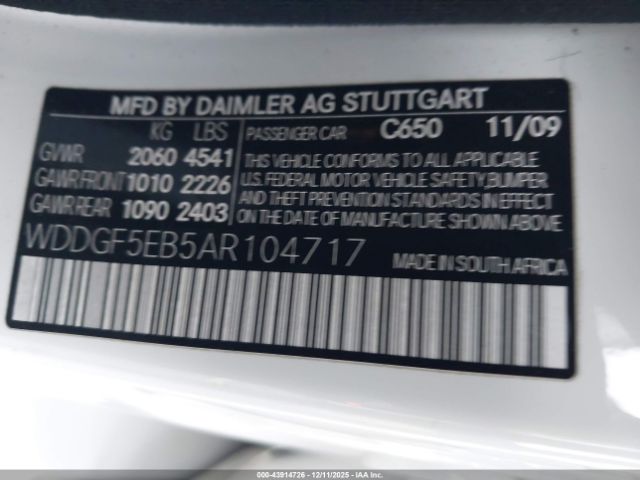 MFD BY DAIMLER AG STUTTGART
KG LBS
GVWR 2060 4541
GAWR FRONT 1010 2226
GAWR REAR 1090 2403
PASSENGER CAR C650 11/09
THIS VEHICLE CONFORMS TO ALL APPLICABLE
U.S. FEDERAL MOTOR VEHICLE SAFETY, BUMPER
AND THEFT PREVENTION STANDARDS IN EFFECT
ON THE DATE OF MANUFACTURE SHOWN ABOVE.
WDDGF5EB5AR104717
MADE IN SOUTH AFRICA
000-43914726 - 12/11/2025 - IAAI.com